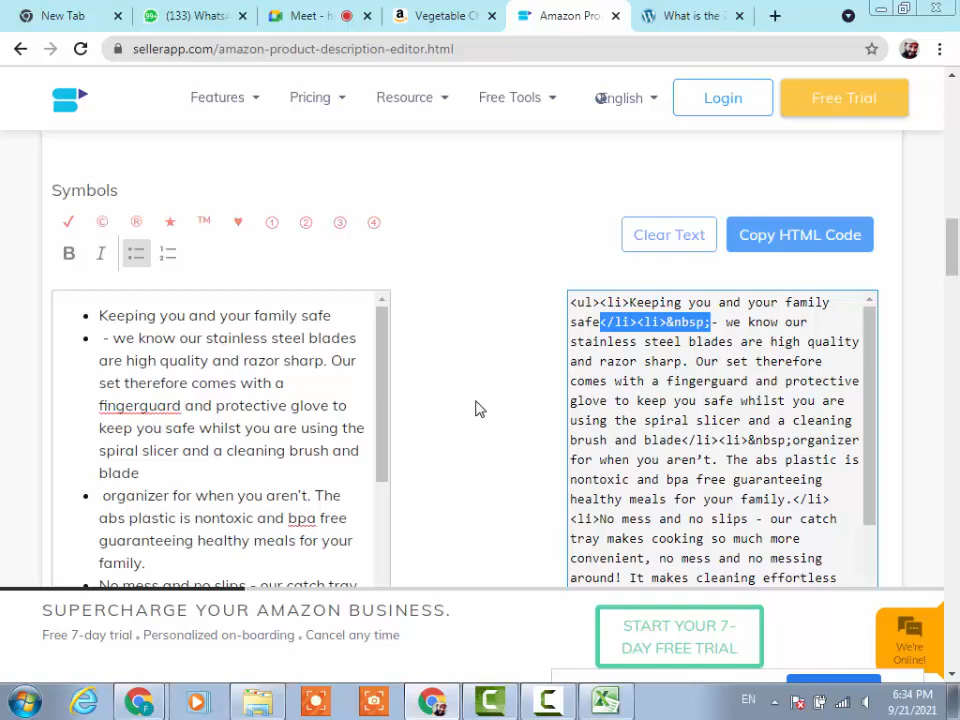 New Tab
(133) Whats
Meet - h
Vegetable Ch
Amazon Pro
What is the
sellerapp.com/amazon-product-description-editor.html
Features
Pricing
Resource
Free Tools
English
Login
Free Trial
Symbols
✓ © ® ★ ™ ♥ ① ② ③ ④
B I
Clear Text
Copy HTML Code
• Keeping you and your family safe
• - we know our stainless steel blades
are high quality and razor sharp. Our
set therefore comes with a
fingerguard and protective glove to
keep you safe whilst you are using the
spiral slicer and a cleaning brush and
blade
• organizer for when you aren't. The
abs plastic is nontoxic and bpa free
guaranteeing healthy meals for your
family.
• No mess and no slips - our catch tray
<ul><li>Keeping you and your family
safe</li><li>&nbsp;- we know our
stainless steel blades are high quality
and razor sharp. Our set therefore
comes with a fingerguard and protective
glove to keep you safe whilst you are
using the spiral slicer and a cleaning
brush and blade</li><li>&nbsp;organizer
for when you aren't. The abs plastic is
nontoxic and bpa free guaranteeing
healthy meals for your family.</li>
<li>No mess and no slips - our catch
tray makes cooking so much more
convenient, no mess and no messing
around! It makes cleaning effortless
SUPERCHARGE YOUR AMAZON BUSINESS.
Free 7-day trial • Personalized on-boarding • Cancel any time
START YOUR 7-
DAY FREE TRIAL
We're
Online!
EN
6:34 PM
9/21/2021